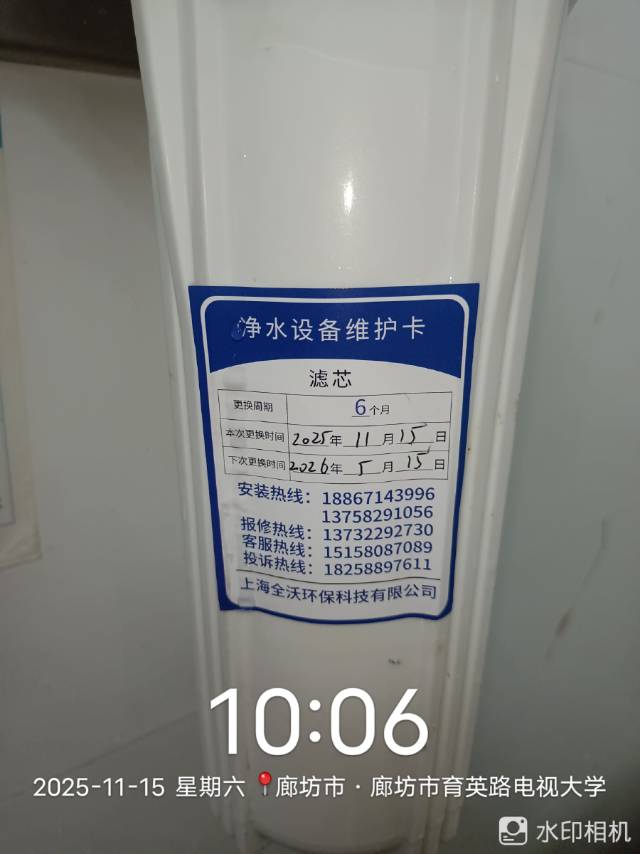 净水设备维护卡
滤芯
更换周期 6个月
本次更换时间 2025年 11月 15日
下次更换时间 2026年 5月 15日
安装热线：18867143996
13758291056
报修热线：13732292730
客服热线：15158087089
投诉热线：18258897611
上海全沃环保科技有限公司
10:06
2025-11-15 星期六 廊坊市·廊坊市育英路电视大学
水印相机